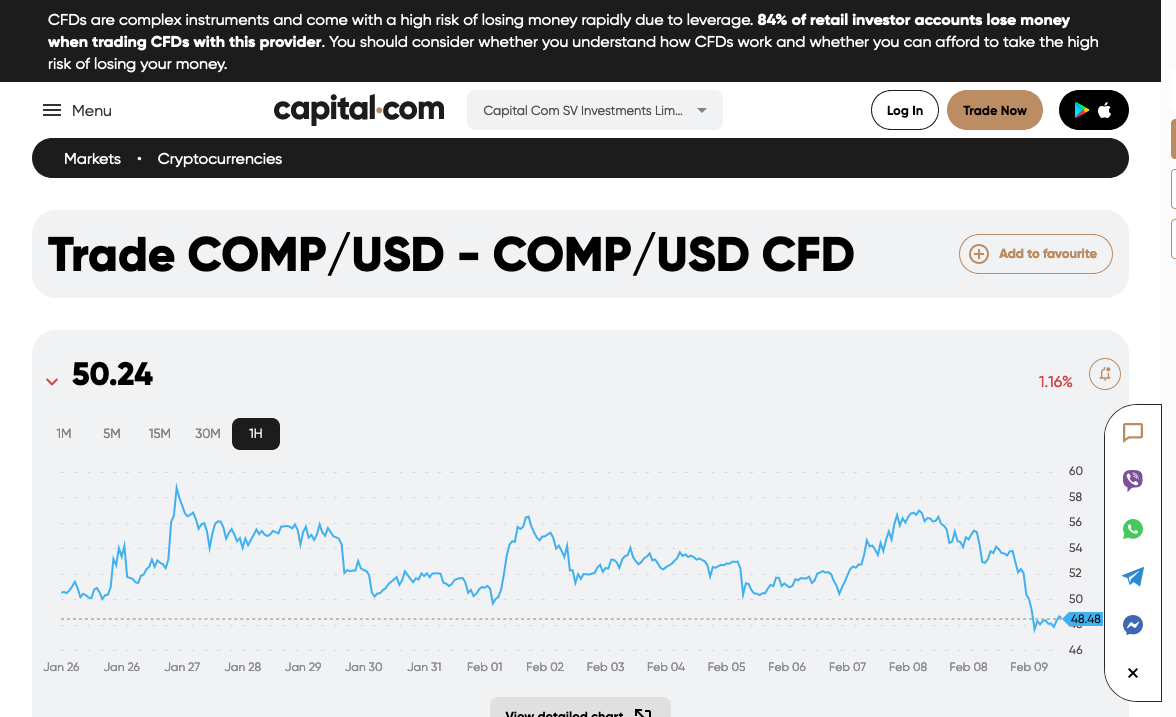 CFDs are complex instruments and come with a high risk of losing money rapidly due to leverage. 84% of retail investor accounts lose money
when trading CFDs with this provider. You should consider whether you understand how CFDs work and whether you can afford to take the high
risk of losing your money.
Menu
capital.com
Capital Com SV Investments Lim...
Log In
Trade Now
Markets • Cryptocurrencies
Trade COMP/USD - COMP/USD CFD
Add to favourite
50.24
1.16%
1M 5M 15M 30M 1H
60
58
56
54
52
50
48.48
46
Jan 26 Jan 26 Jan 27 Jan 28 Jan 29 Jan 30 Jan 31 Feb 01 Feb 02 Feb 03 Feb 04 Feb 05 Feb 06 Feb 07 Feb 08 Feb 08 Feb 09
View detailed chart